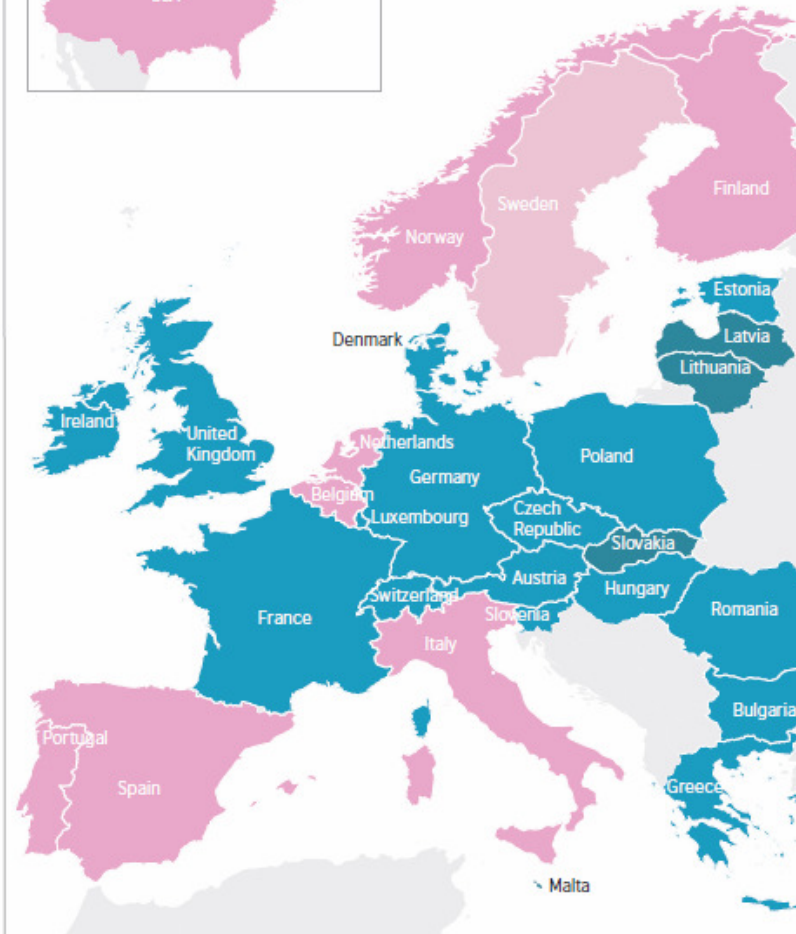 Finland
Sweden
Norway
Estonia
Denmark
Latvia
Lithuania
Ireland
United
Kingdom
Netherlands
Poland
Germany
Belgium
Czech
Republic
Luxembourg
Slovakia
Austria
Hungary
Switzerland
Romania
Slovenia
France
Italy
Bulgaria
Portugal
Spain
Greece
Malta